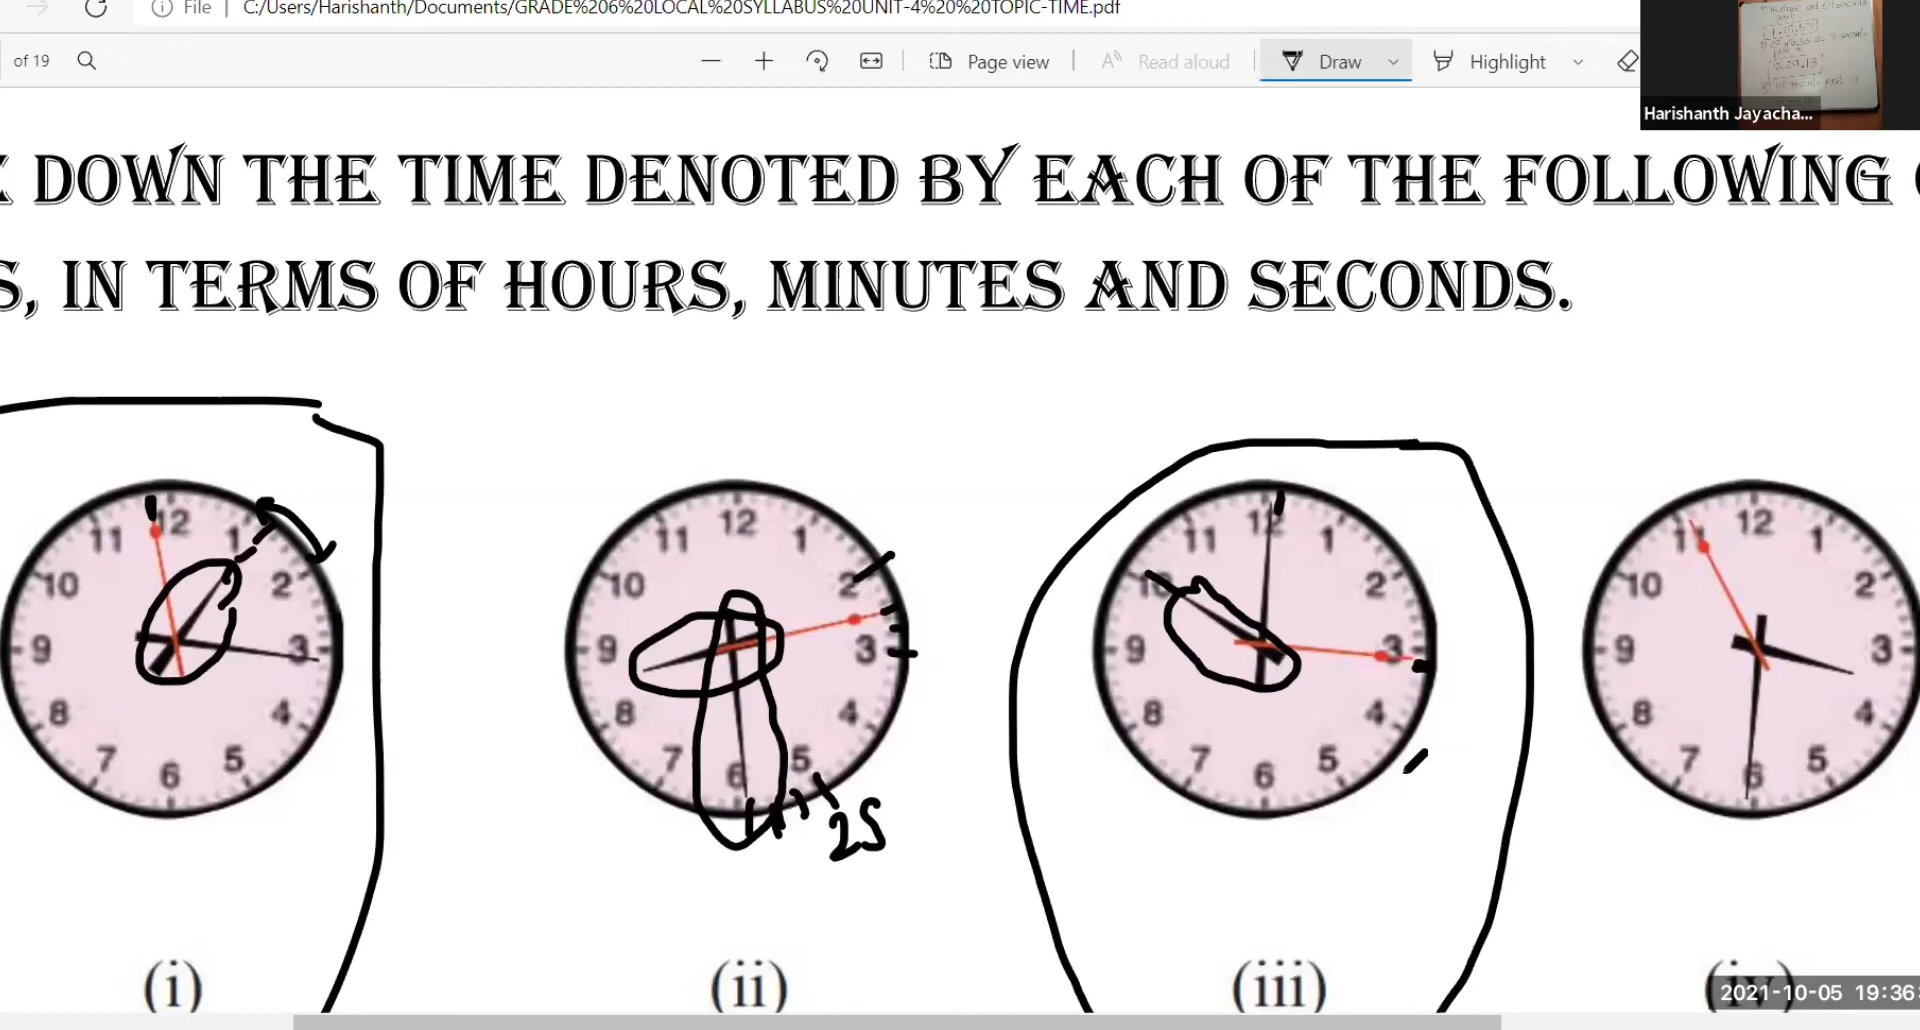 File | C:/Users/Harishanth/Documents/GRADE%206%20LOCAL%20SYLLABUS%20UNIT-4%20%20TOPIC-TIME.pdf
of 19 Page view Read aloud Draw Highlight
Harishanth Jayacha...
DOWN THE TIME DENOTED BY EACH OF THE FOLLOWING
S, IN TERMS OF HOURS, MINUTES AND SECONDS.
12 1 2 3 4 5 6 7 8 9 10 11
12 1 2 3 4 5 6 7 8 9 10 11
12 1 2 3 4 5 6 7 8 9 10 11
12 1 2 3 4 5 6 7 8 9 10 11
25
(i) (ii) (iii) (iv)
2021-10-05 19:36: